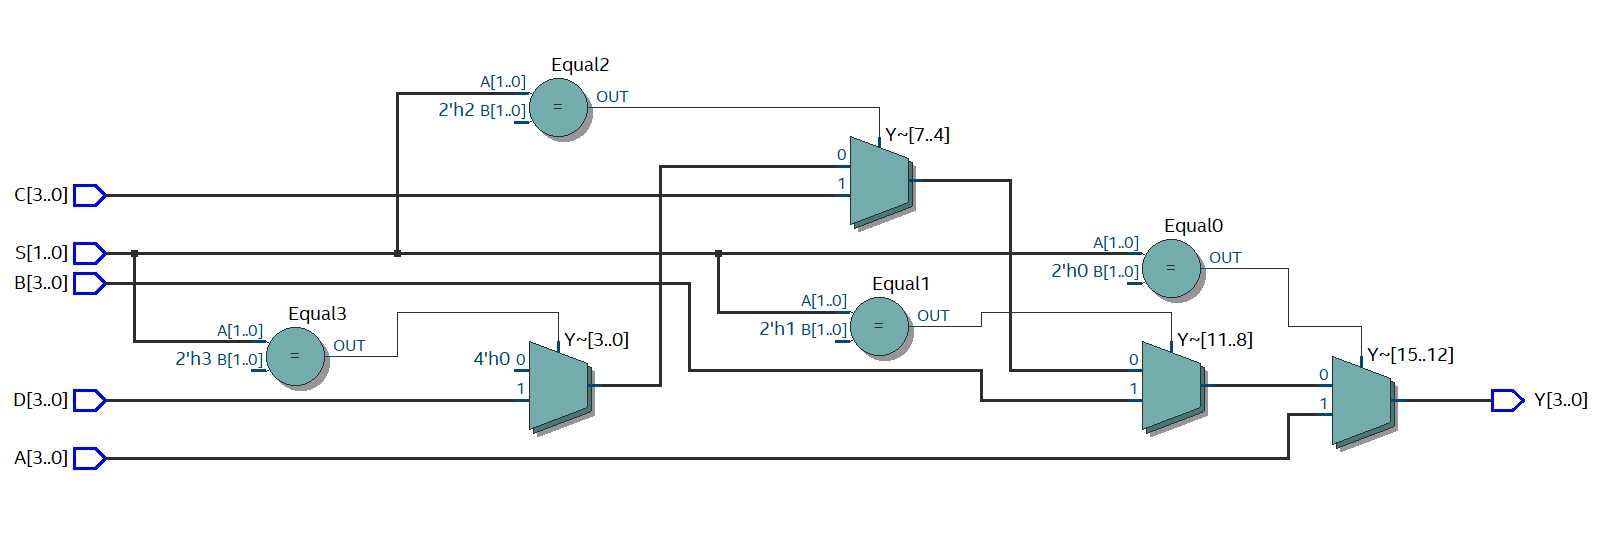 Equal2
A[1..0]
2'h2 B[1..0]
=
OUT
Y~[7..4]
0
1
C[3..0]
Equal0
A[1..0]
2'h0 B[1..0]
=
OUT
S[1..0]
B[3..0]
Equal1
A[1..0]
2'h1 B[1..0]
=
OUT
Equal3
A[1..0]
2'h3 B[1..0]
=
OUT
Y~[3..0]
4'h0 0
1
Y~[11..8]
0
1
Y~[15..12]
0
1
D[3..0]
Y[3..0]
A[3..0]